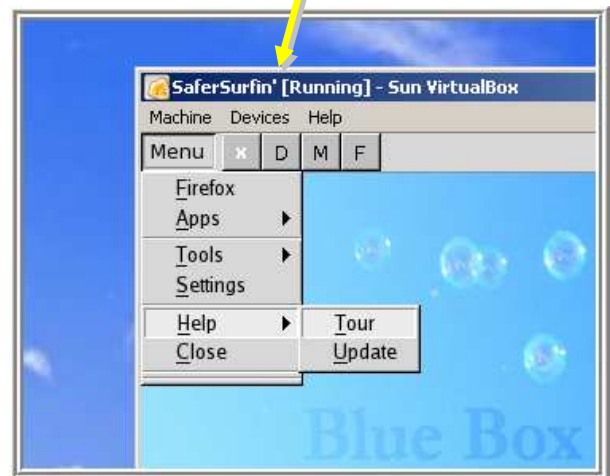 SaferSurfin' [Running] - Sun VirtualBox
Machine Devices Help
Menu x D M F
Firefox
Apps
Tools
Settings
Help Tour
Close Update
Blue Box